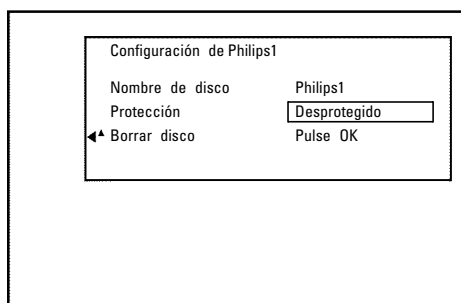 Configuración de Philips1
Nombre de disco Philips1
Protección Desprotegido
Borrar disco Pulse OK